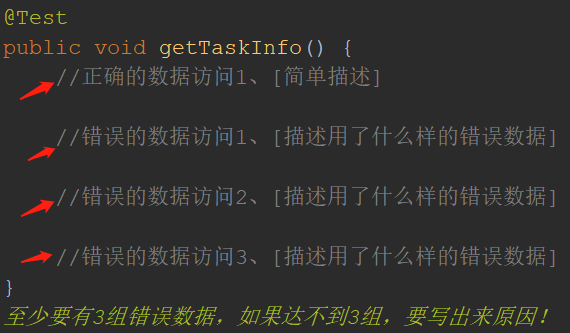 @Test
public void getTaskInfo() {
//正确的数据访问1、[简单描述]
//错误的数据访问1、[描述用了什么样的错误数据]
//错误的数据访问2、[描述用了什么样的错误数据]
//错误的数据访问3、[描述用了什么样的错误数据]
}
至少要有3组错误数据，如果达不到3组，要写出来原因！